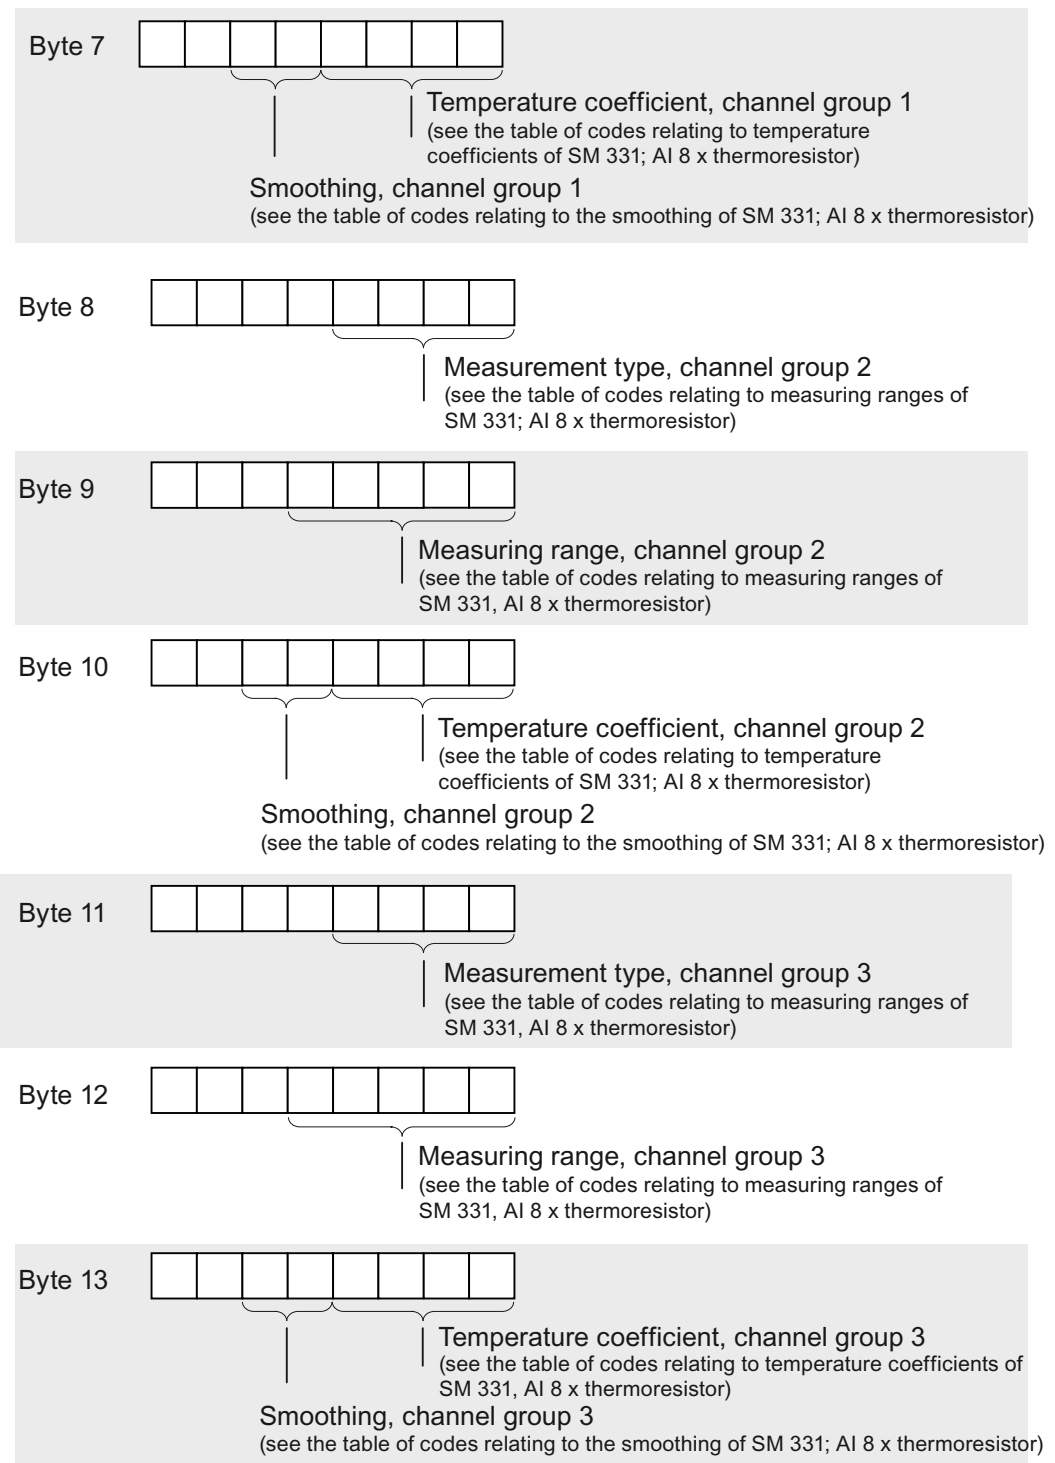 Byte 7
Temperature coefficient, channel group 1
(see the table of codes relating to temperature
coefficients of SM 331; AI 8 x thermoresistor)
Smoothing, channel group 1
(see the table of codes relating to the smoothing of SM 331; AI 8 x thermoresistor)
Byte 8
Measurement type, channel group 2
(see the table of codes relating to measuring ranges of
SM 331; AI 8 x thermoresistor)
Byte 9
Measuring range, channel group 2
(see the table of codes relating to measuring ranges of
SM 331, AI 8 x thermoresistor)
Byte 10
Temperature coefficient, channel group 2
(see the table of codes relating to temperature
coefficients of SM 331; AI 8 x thermoresistor)
Smoothing, channel group 2
(see the table of codes relating to the smoothing of SM 331; AI 8 x thermoresistor)
Byte 11
Measurement type, channel group 3
(see the table of codes relating to measuring ranges of
SM 331, AI 8 x thermoresistor)
Byte 12
Measuring range, channel group 3
(see the table of codes relating to measuring ranges of
SM 331, AI 8 x thermoresistor)
Byte 13
Temperature coefficient, channel group 3
(see the table of codes relating to temperature coefficients of
SM 331, AI 8 x thermoresistor)
Smoothing, channel group 3
(see the table of codes relating to the smoothing of SM 331; AI 8 x thermoresistor)